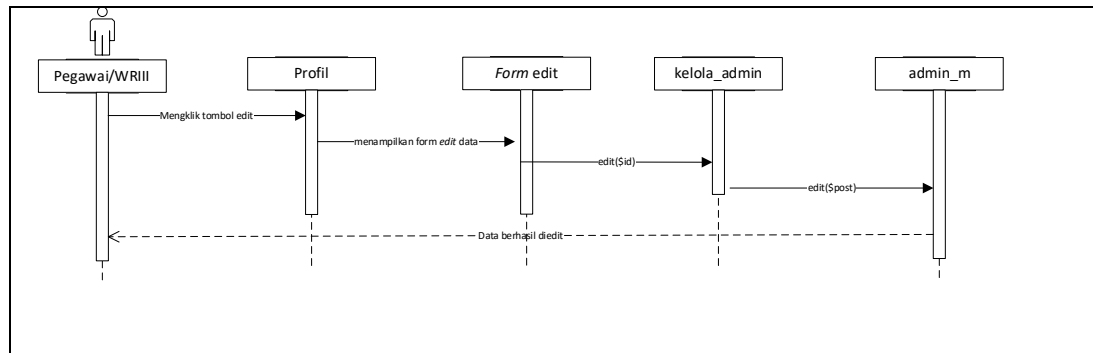 Pegawai/WRIII
Profil
Form edit
kelola_admin
admin_m
Mengklik tombol edit
menampilkan form edit data
edit($id)
edit($post)
Data berhasil diedit